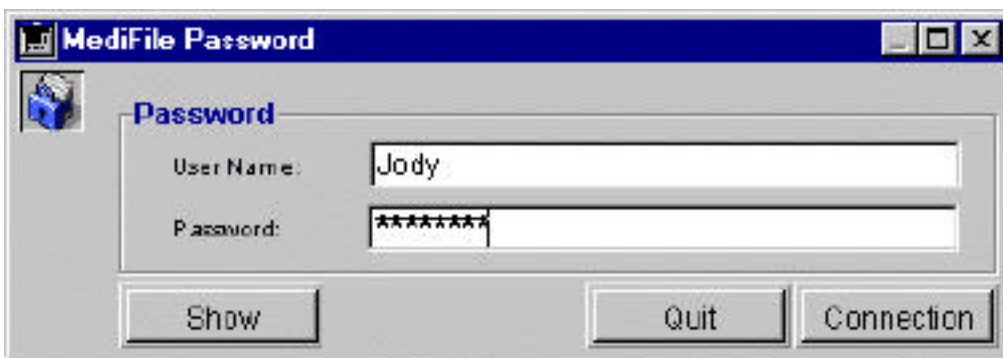 MediFile Password
Password
User Name: Jody
Password: ********
Show Quit Connection